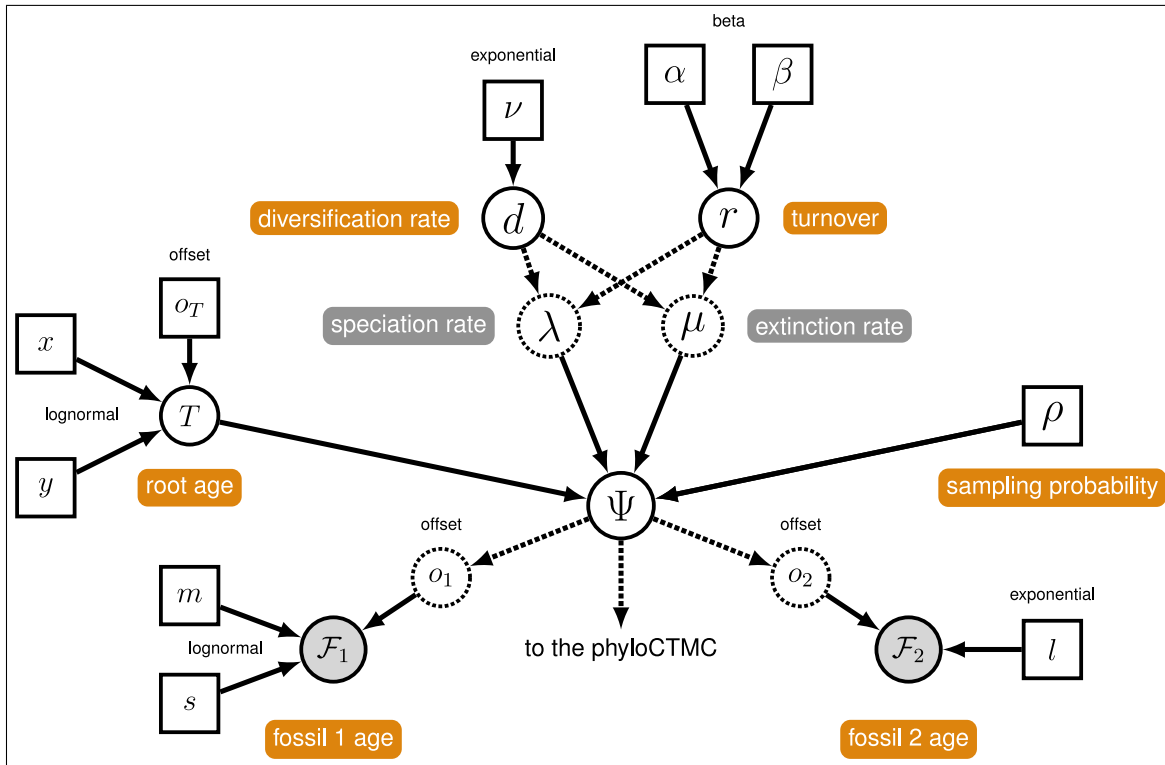 beta
exponential
α
β
ν
diversification rate
d
r
turnover
offset
o_T
speciation rate
λ
μ
extinction rate
x
lognormal
T
ρ
y
root age
sampling probability
Ψ
offset
offset
o_1
o_2
m
exponential
lognormal
F_1
to the phyloCTMC
F_2
l
s
fossil 1 age
fossil 2 age